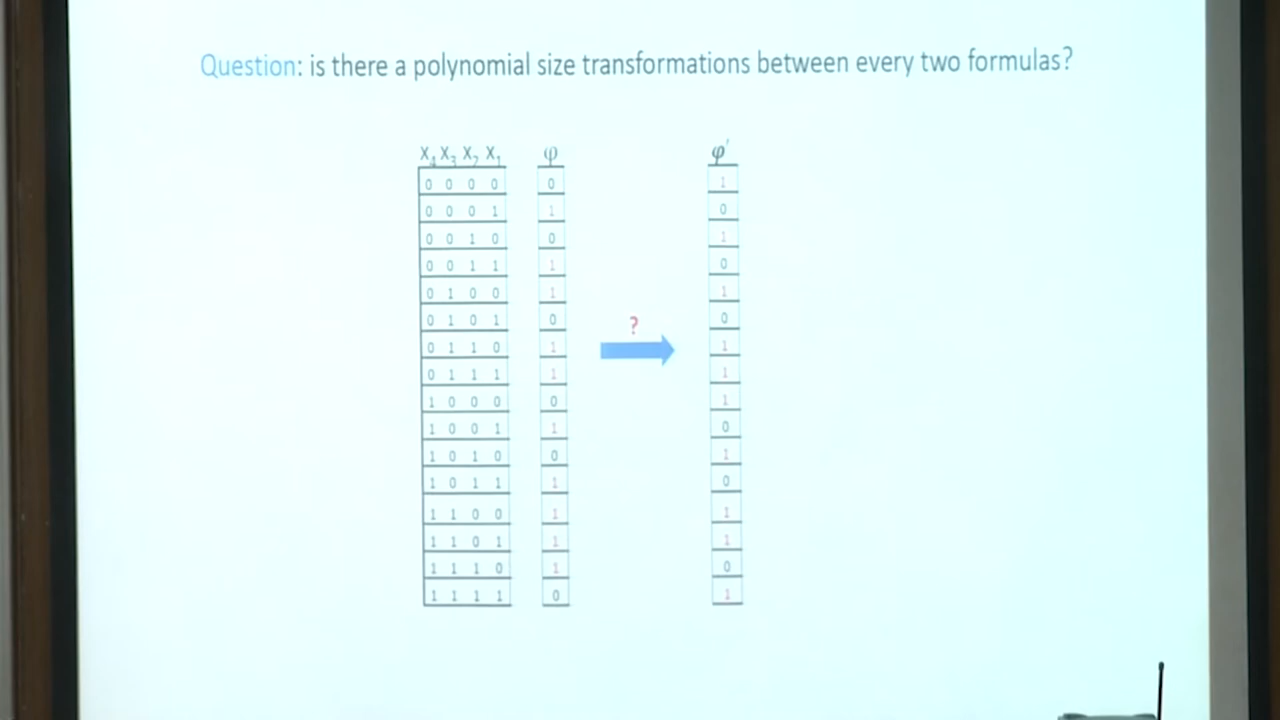 Question: is there a polynomial size transformations between every two formulas?
X₄ X₃ X₂ X₁ φ φ′
0 0 0 0 0 1
0 0 0 1 1 0
0 0 1 0 0 1
0 0 1 1 1 0
?
0 1 0 0 1 1
0 1 0 1 0 0
0 1 1 0 1 1
0 1 1 1 1 1
1 0 0 0 0 1
1 0 0 1 1 0
1 0 1 0 0 1
1 0 1 1 1 0
1 1 0 0 1 1
1 1 0 1 1 1
1 1 1 0 1 0
1 1 1 1 0 1